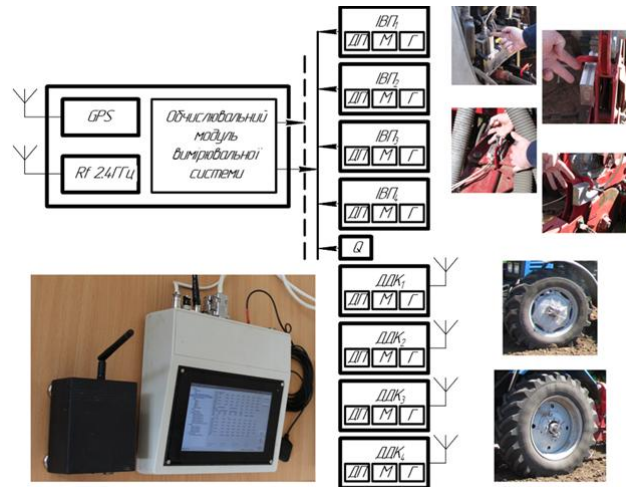 GPS
Rf 2.4ГГц
Обчислювальний
модуль
вимірювальної
системи
ІВП₁
ДП М Г
ІВП₂
ДП М Г
ІВП₃
ДП М Г
ІВП₄
ДП М Г
Q
ДДК₁
ДП М Г
ДДК₂
ДП М Г
ДДК₃
ДП М Г
ДДК₄
ДП М Г